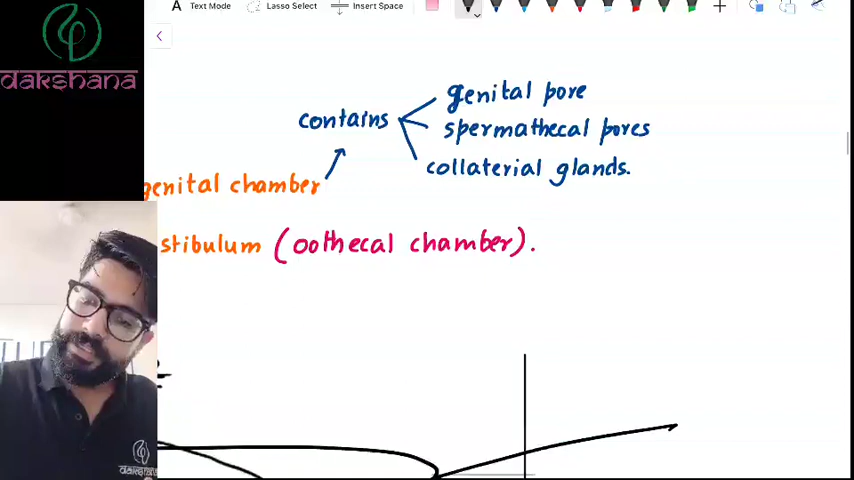 Text Mode
Lasso Select
Insert Space
dakshana
contains
genital pore
spermathecal pores
collaterial glands.
genital chamber
stibulum (oothecal chamber).
dakshana